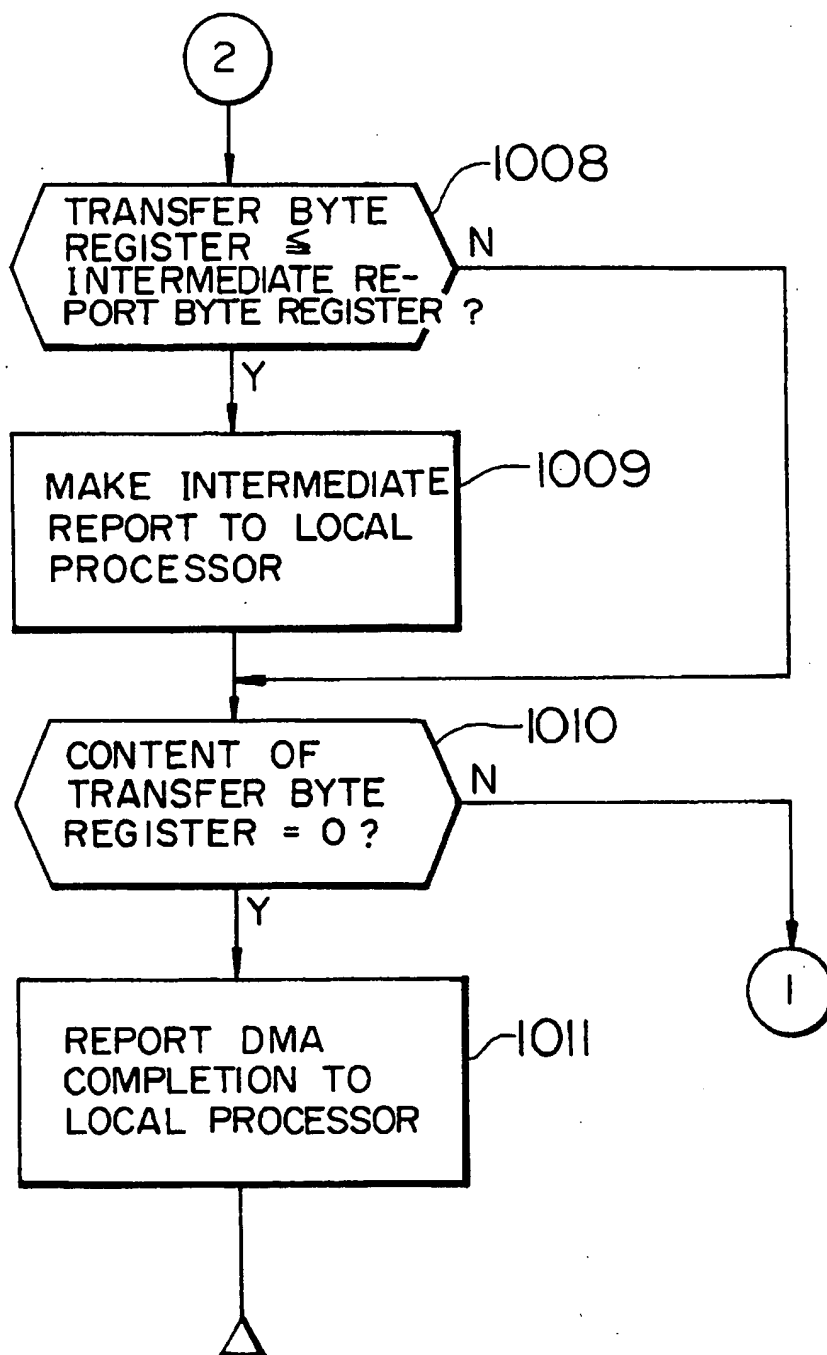 2
1008
TRANSFER BYTE
REGISTER ≦
INTERMEDIATE RE-
PORT BYTE REGISTER ?
N
Y
1009
MAKE INTERMEDIATE
REPORT TO LOCAL
PROCESSOR
1010
CONTENT OF
TRANSFER BYTE
REGISTER = 0 ?
N
Y
1
1011
REPORT DMA
COMPLETION TO
LOCAL PROCESSOR